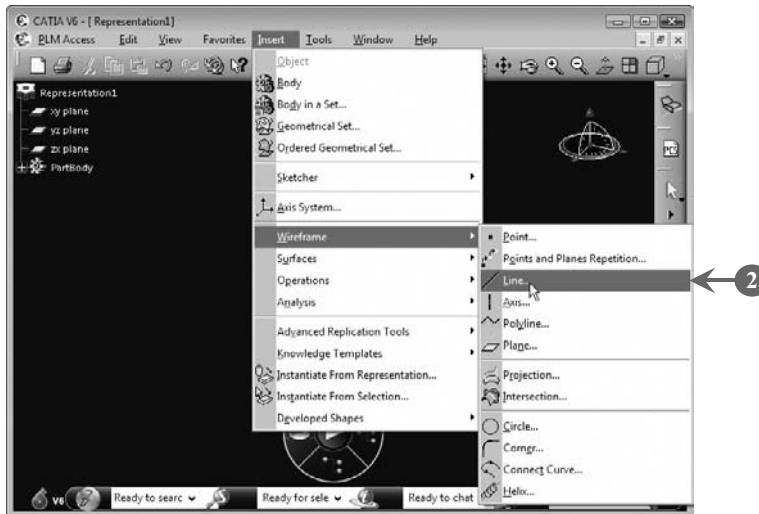 CATIA V6 - [ Representation1]
PLM Access Edit View Favorites Insert Tools Window Help
Object
Body
Body in a Set...
Geometrical Set...
Ordered Geometrical Set...
Sketcher
Axis System...
Wireframe
Surfaces
Operations
Analysis
Advanced Replication Tools
Knowledge Templates
Instantiate From Representation...
Instantiate From Selection...
Developed Shapes
Representation1
xy plane
yz plane
zx plane
PartBody
Point...
Points and Planes Repetition...
Line...
Axis...
Polyline...
Plane...
Projection...
Intersection...
Circle...
Corner...
Connect Curve...
Helix...
2
V6
Ready to searc
Ready for sele
Ready to chat